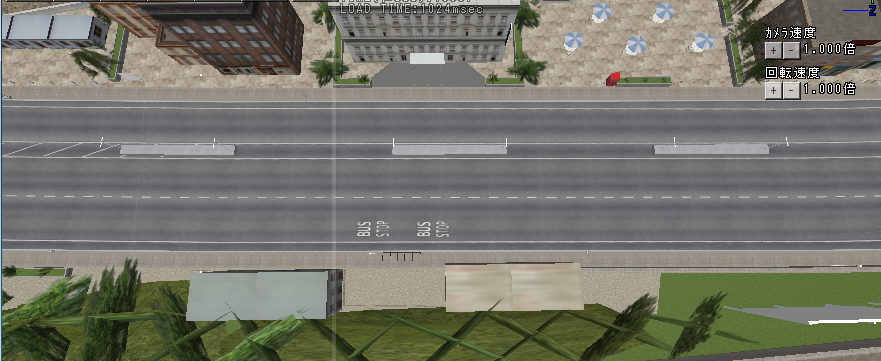 LOAD TIME:1024msec
Z
カメラ速度
+ - 1.000倍
回転速度
+ - 1.000倍
BUS STOP
BUS STOP